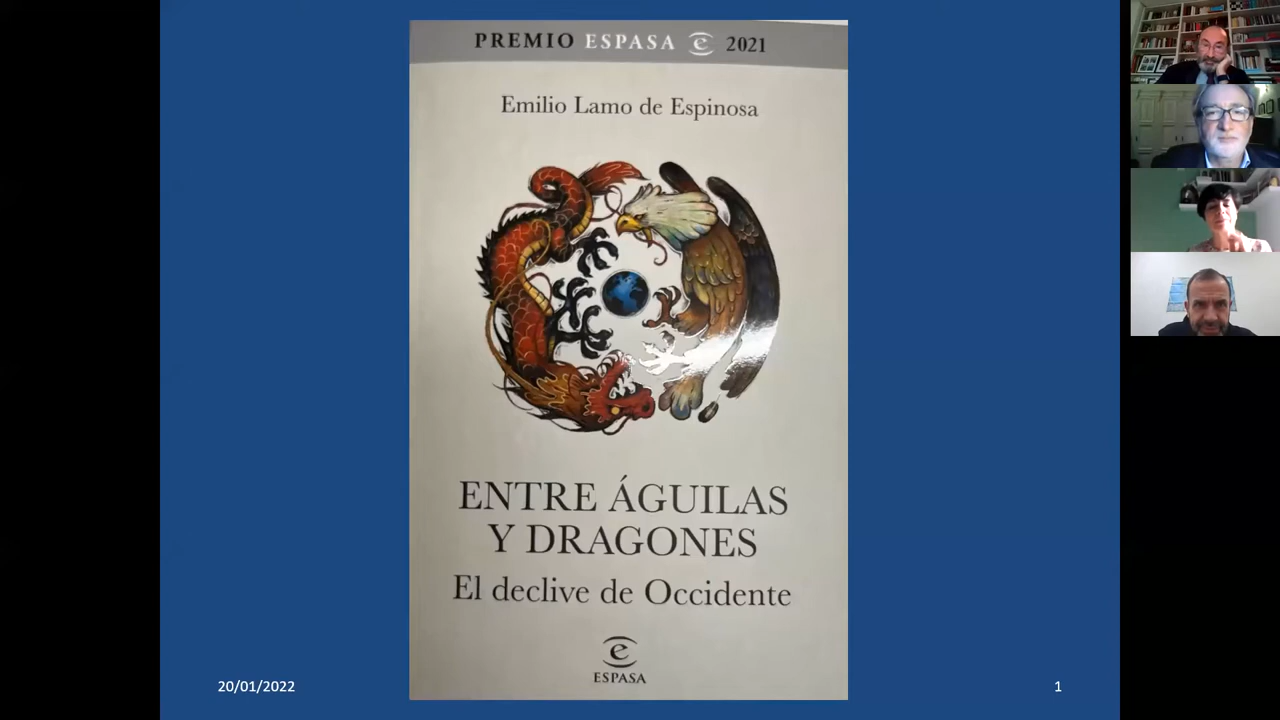 PREMIO ESPASA e 2021
Emilio Lamo de Espinosa
ENTRE ÁGUILAS
Y DRAGONES
El declive de Occidente
e
ESPASA
20/01/2022
1